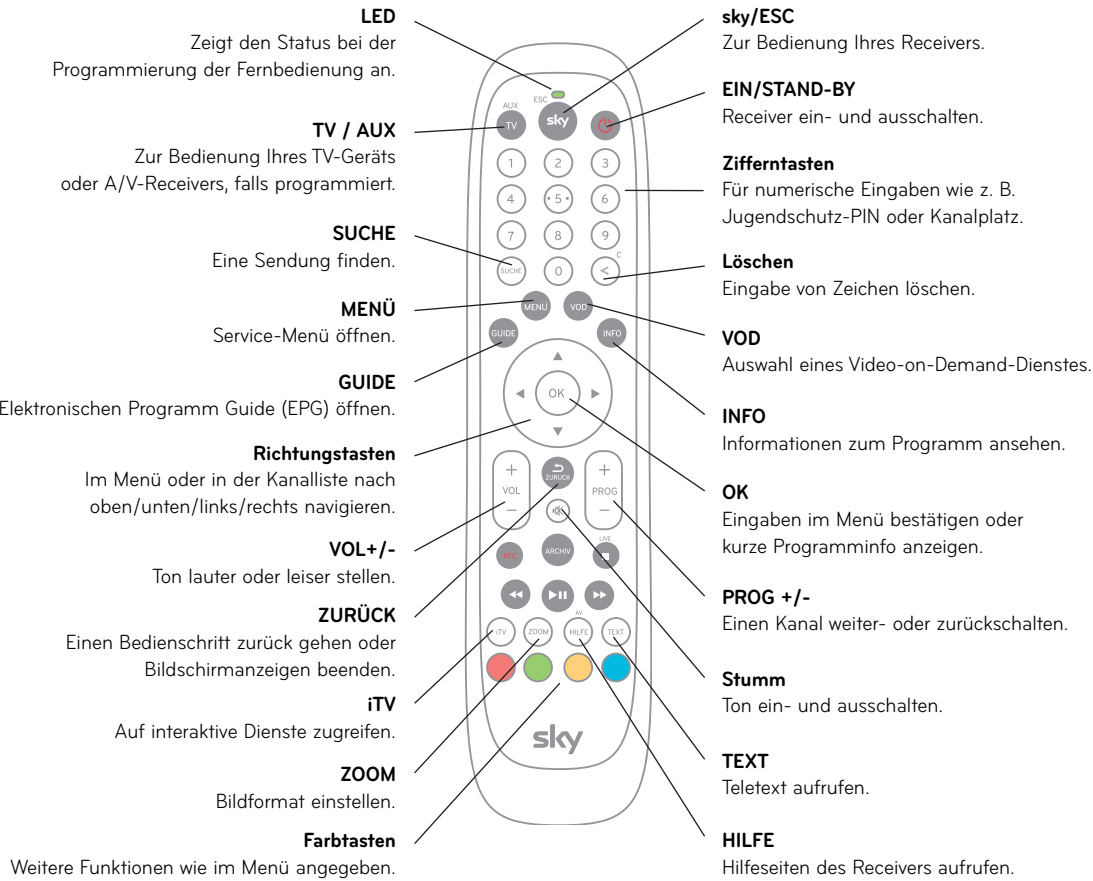 LED
Zeigt den Status bei der
Programmierung der Fernbedienung an.
TV / AUX
Zur Bedienung Ihres TV-Geräts
oder A/V-Receivers, falls programmiert.
SUCHE
Eine Sendung finden.
MENÜ
Service-Menü öffnen.
GUIDE
Elektronischen Programm Guide (EPG) öffnen.
Richtungstasten
Im Menü oder in der Kanalliste nach
oben/unten/links/rechts navigieren.
VOL+/-
Ton lauter oder leiser stellen.
ZURÜCK
Einen Bedienschritt zurück gehen oder
Bildschirmanzeigen beenden.
iTV
Auf interaktive Dienste zugreifen.
ZOOM
Bildformat einstellen.
Farbtasten
Weitere Funktionen wie im Menü angegeben.
AUX
ESC
TV
sky
1
2
3
4
5
6
7
8
9
C
SUCHE
0
<
MENÜ
VOD
GUIDE
INFO
OK
+
VOL
−
ZURÜCK
+
PROG
−
REC
ARCHIV
LIVE
AV
iTV
ZOOM
HILFE
TEXT
sky
sky/ESC
Zur Bedienung Ihres Receivers.
EIN/STAND-BY
Receiver ein- und ausschalten.
Zifferntasten
Für numerische Eingaben wie z. B.
Jugendschutz-PIN oder Kanalplatz.
Löschen
Eingabe von Zeichen löschen.
VOD
Auswahl eines Video-on-Demand-Dienstes.
INFO
Informationen zum Programm ansehen.
OK
Eingaben im Menü bestätigen oder
kurze Programminfo anzeigen.
PROG +/-
Einen Kanal weiter- oder zurückschalten.
Stumm
Ton ein- und ausschalten.
TEXT
Teletext aufrufen.
HILFE
Hilfeseiten des Receivers aufrufen.